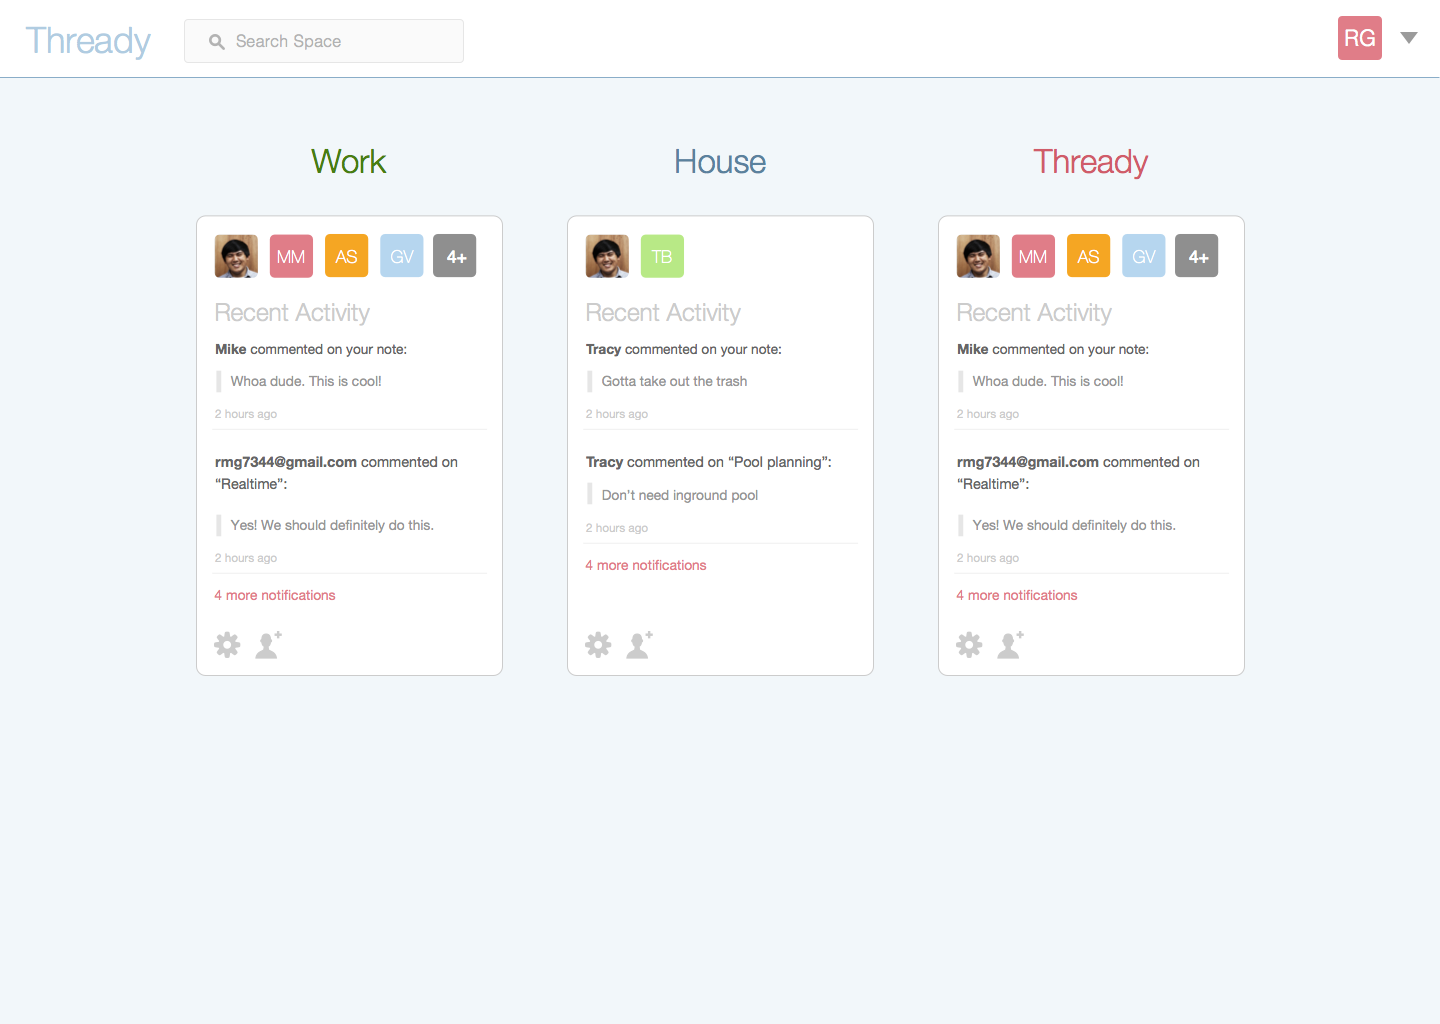 Thready
Search Space
RG
Work
MM AS GV 4+
Recent Activity
Mike commented on your note:
Whoa dude. This is cool!
2 hours ago
rmg7344@gmail.com commented on
“Realtime”:
Yes! We should definitely do this.
2 hours ago
4 more notifications
House
TB
Recent Activity
Tracy commented on your note:
Gotta take out the trash
2 hours ago
Tracy commented on “Pool planning”:
Don’t need inground pool
2 hours ago
4 more notifications
Thready
MM AS GV 4+
Recent Activity
Mike commented on your note:
Whoa dude. This is cool!
2 hours ago
rmg7344@gmail.com commented on
“Realtime”:
Yes! We should definitely do this.
2 hours ago
4 more notifications